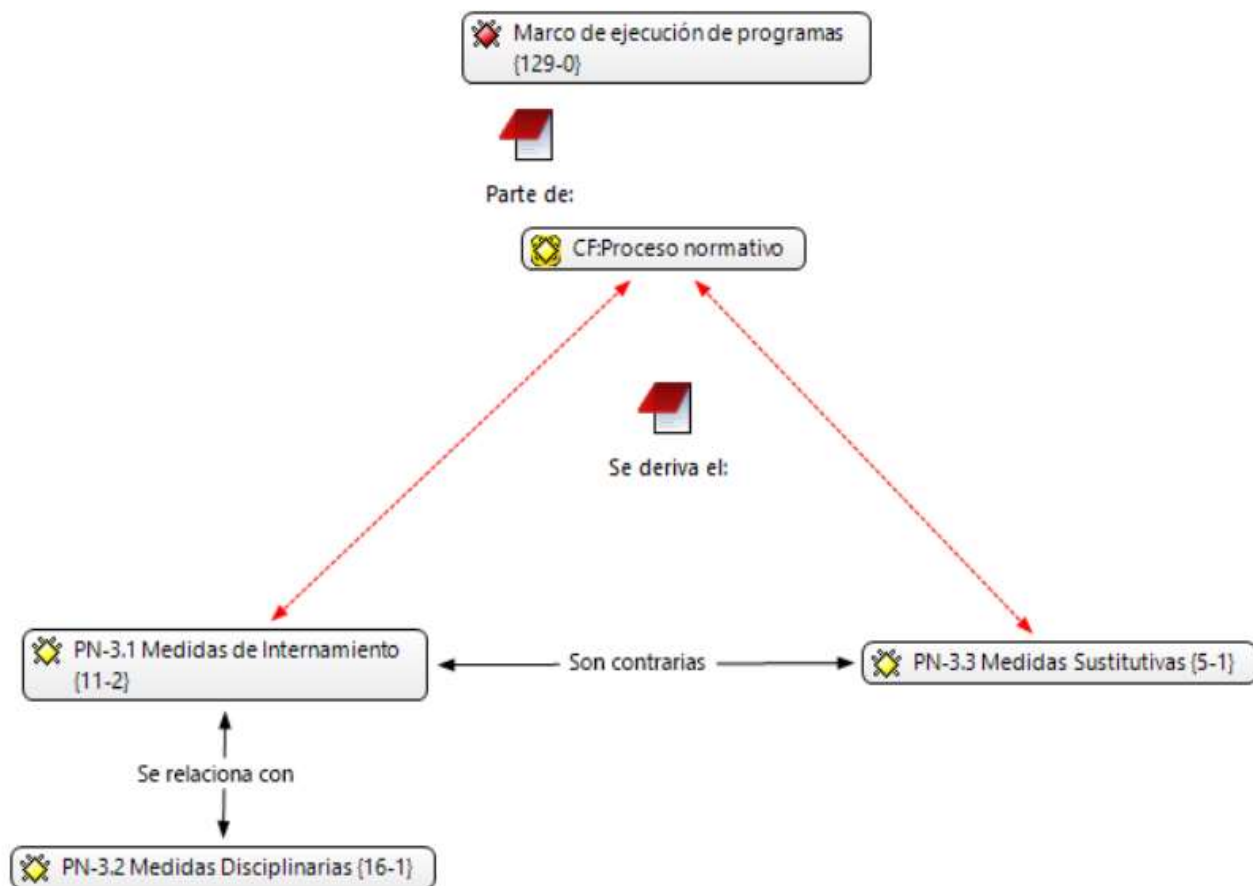 Marco de ejecución de programas
{129-0}
Parte de:
CF:Proceso normativo
Se deriva el:
PN-3.1 Medidas de Internamiento
{11-2}
Son contrarias
PN-3.3 Medidas Sustitutivas {5-1}
Se relaciona con
PN-3.2 Medidas Disciplinarias {16-1}